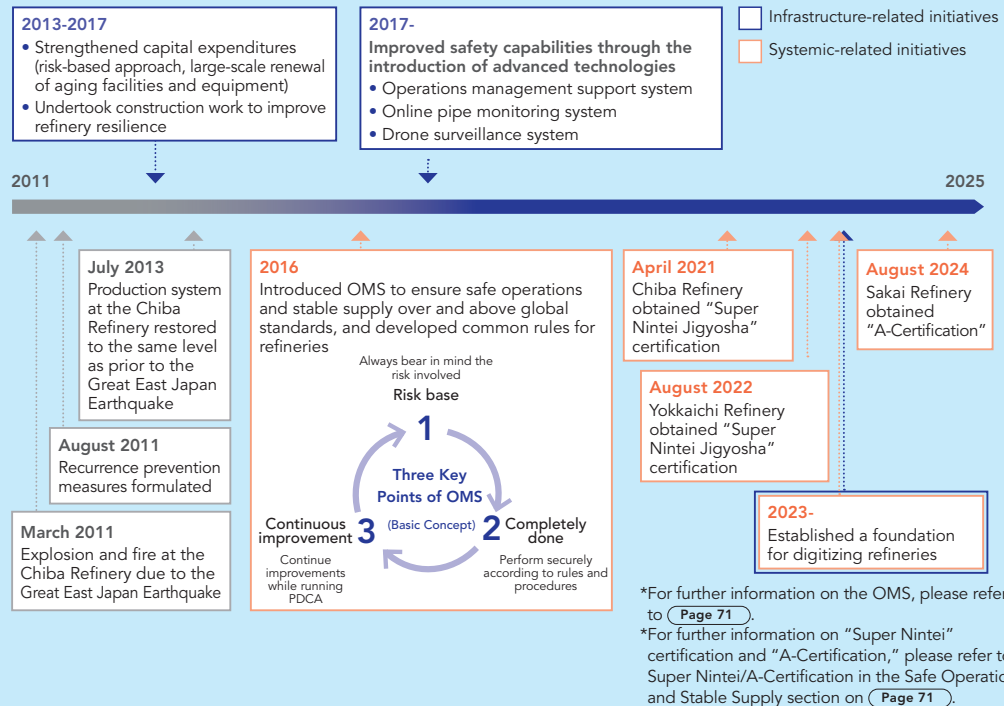 2013-2017
• Strengthened capital expenditures
(risk-based approach, large-scale renewal
of aging facilities and equipment)
• Undertook construction work to improve
refinery resilience
2017-
Improved safety capabilities through the
introduction of advanced technologies
• Operations management support system
• Online pipe monitoring system
• Drone surveillance system
Infrastructure-related initiatives
Systemic-related initiatives
2011
2025
July 2013
Production system
at the Chiba
Refinery restored
to the same level
as prior to the
Great East Japan
Earthquake
August 2011
Recurrence prevention
measures formulated
March 2011
Explosion and fire at the
Chiba Refinery due to the
Great East Japan Earthquake
2016
Introduced OMS to ensure safe operations
and stable supply over and above global
standards, and developed common rules for
refineries
Always bear in mind the
risk involved
Risk base
1
Three Key
Points of OMS
(Basic Concept)
2 Completely
done
Perform securely
according to rules and
procedures
Continuous
improvement 3
Continue
improvements
while running
PDCA
April 2021
Chiba Refinery
obtained “Super
Nintei Jigyosha”
certification
August 2022
Yokkaichi Refinery
obtained “Super
Nintei Jigyosha”
certification
2023-
Established a foundation
for digitizing refineries
August 2024
Sakai Refinery
obtained
“A-Certification”
*For further information on the OMS, please refer
to Page 71 .
*For further information on “Super Nintei”
certification and “A-Certification,” please refer to
Super Nintei/A-Certification in the Safe Operation
and Stable Supply section on Page 71 .